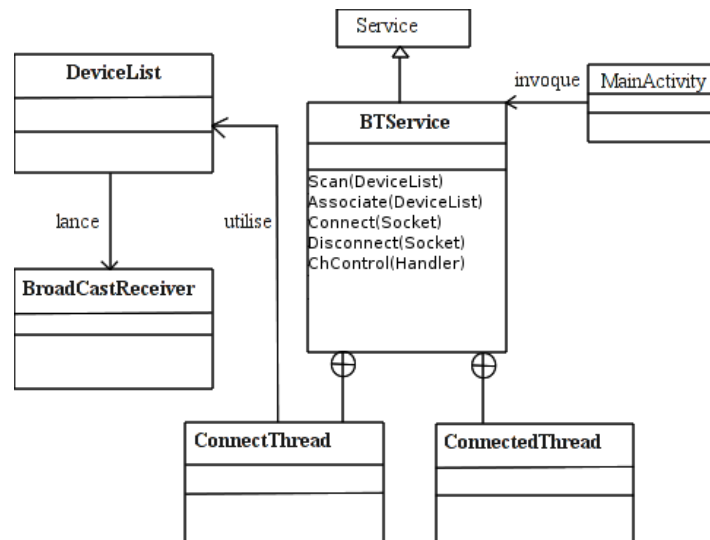 Service
DeviceList
invoque
MainActivity
BTService
Scan(DeviceList)
Associate(DeviceList)
Connect(Socket)
Disconnect(Socket)
ChControl(Handler)
lance
utilise
BroadCastReceiver
ConnectThread
ConnectedThread